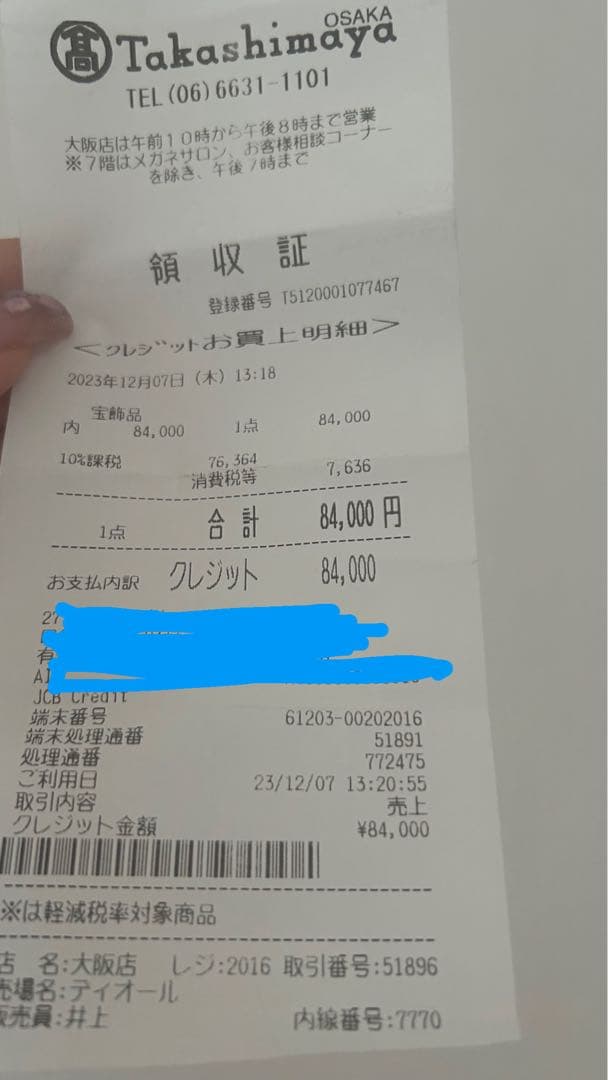 髙 Takashimaya OSAKA
TEL(06)6631-1101
大阪店は午前10時から午後8時まで営業
※7階はメガネサロン、お客様相談コーナー
を除き、午後7時まで
領収証
登録番号 T5120001077467
<クレジットお買上明細>
2023年12月07日(木) 13:18
宝飾品
内 84,000 1点 84,000
10%課税 76,364
消費税等 7,636
1点 合計 84,000円
お支払内訳 クレジット 84,000
27
有
AI
JCB Credit
端末番号 61203-00202016
端末処理通番 51891
処理通番 772475
ご利用日 23/12/07 13:20:55
取引内容 売上
クレジット金額 ¥84,000
※は軽減税率対象商品
店 名:大阪店 レジ:2016 取引番号:51896
売場名:ディオール
販売員:井上 内線番号:7770